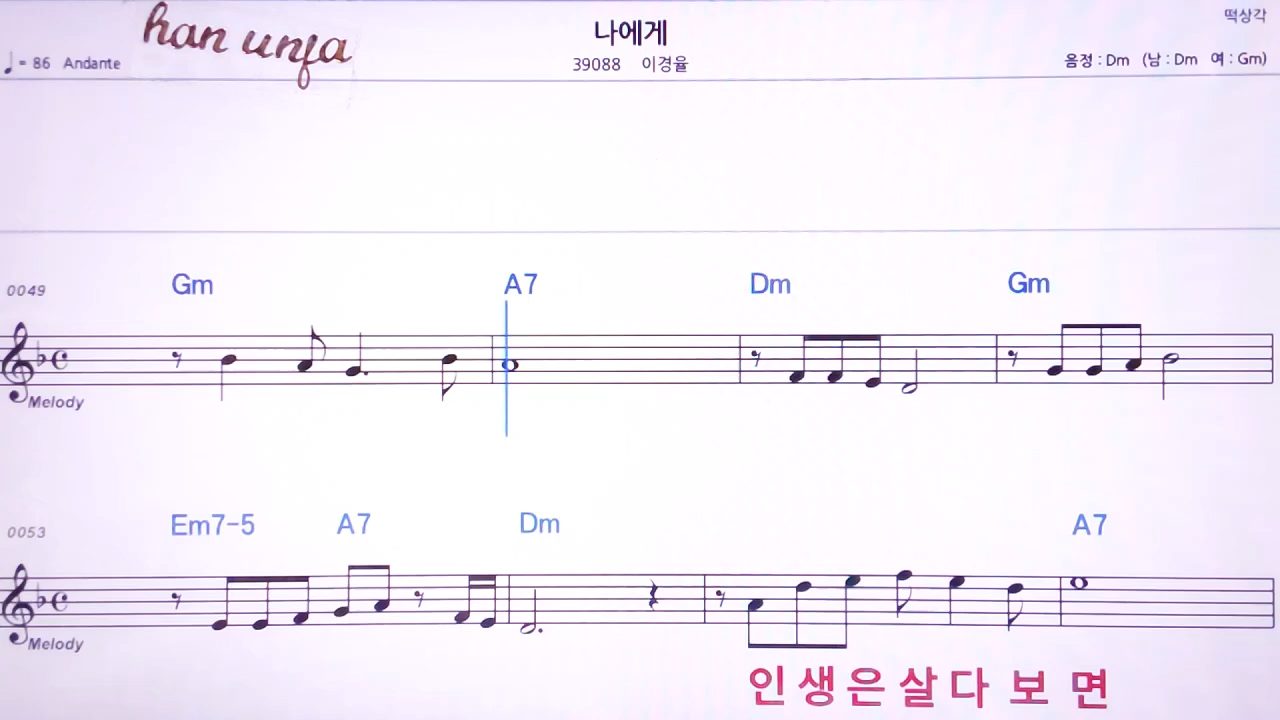 떡상각
han unja
나에게
♩= 86 Andante
39088 이경율
음정 : Dm (남 : Dm 여 : Gm)
0049
Gm A7 Dm Gm
Melody
0053
Em7-5 A7 Dm A7
Melody
인생은살다 보 면